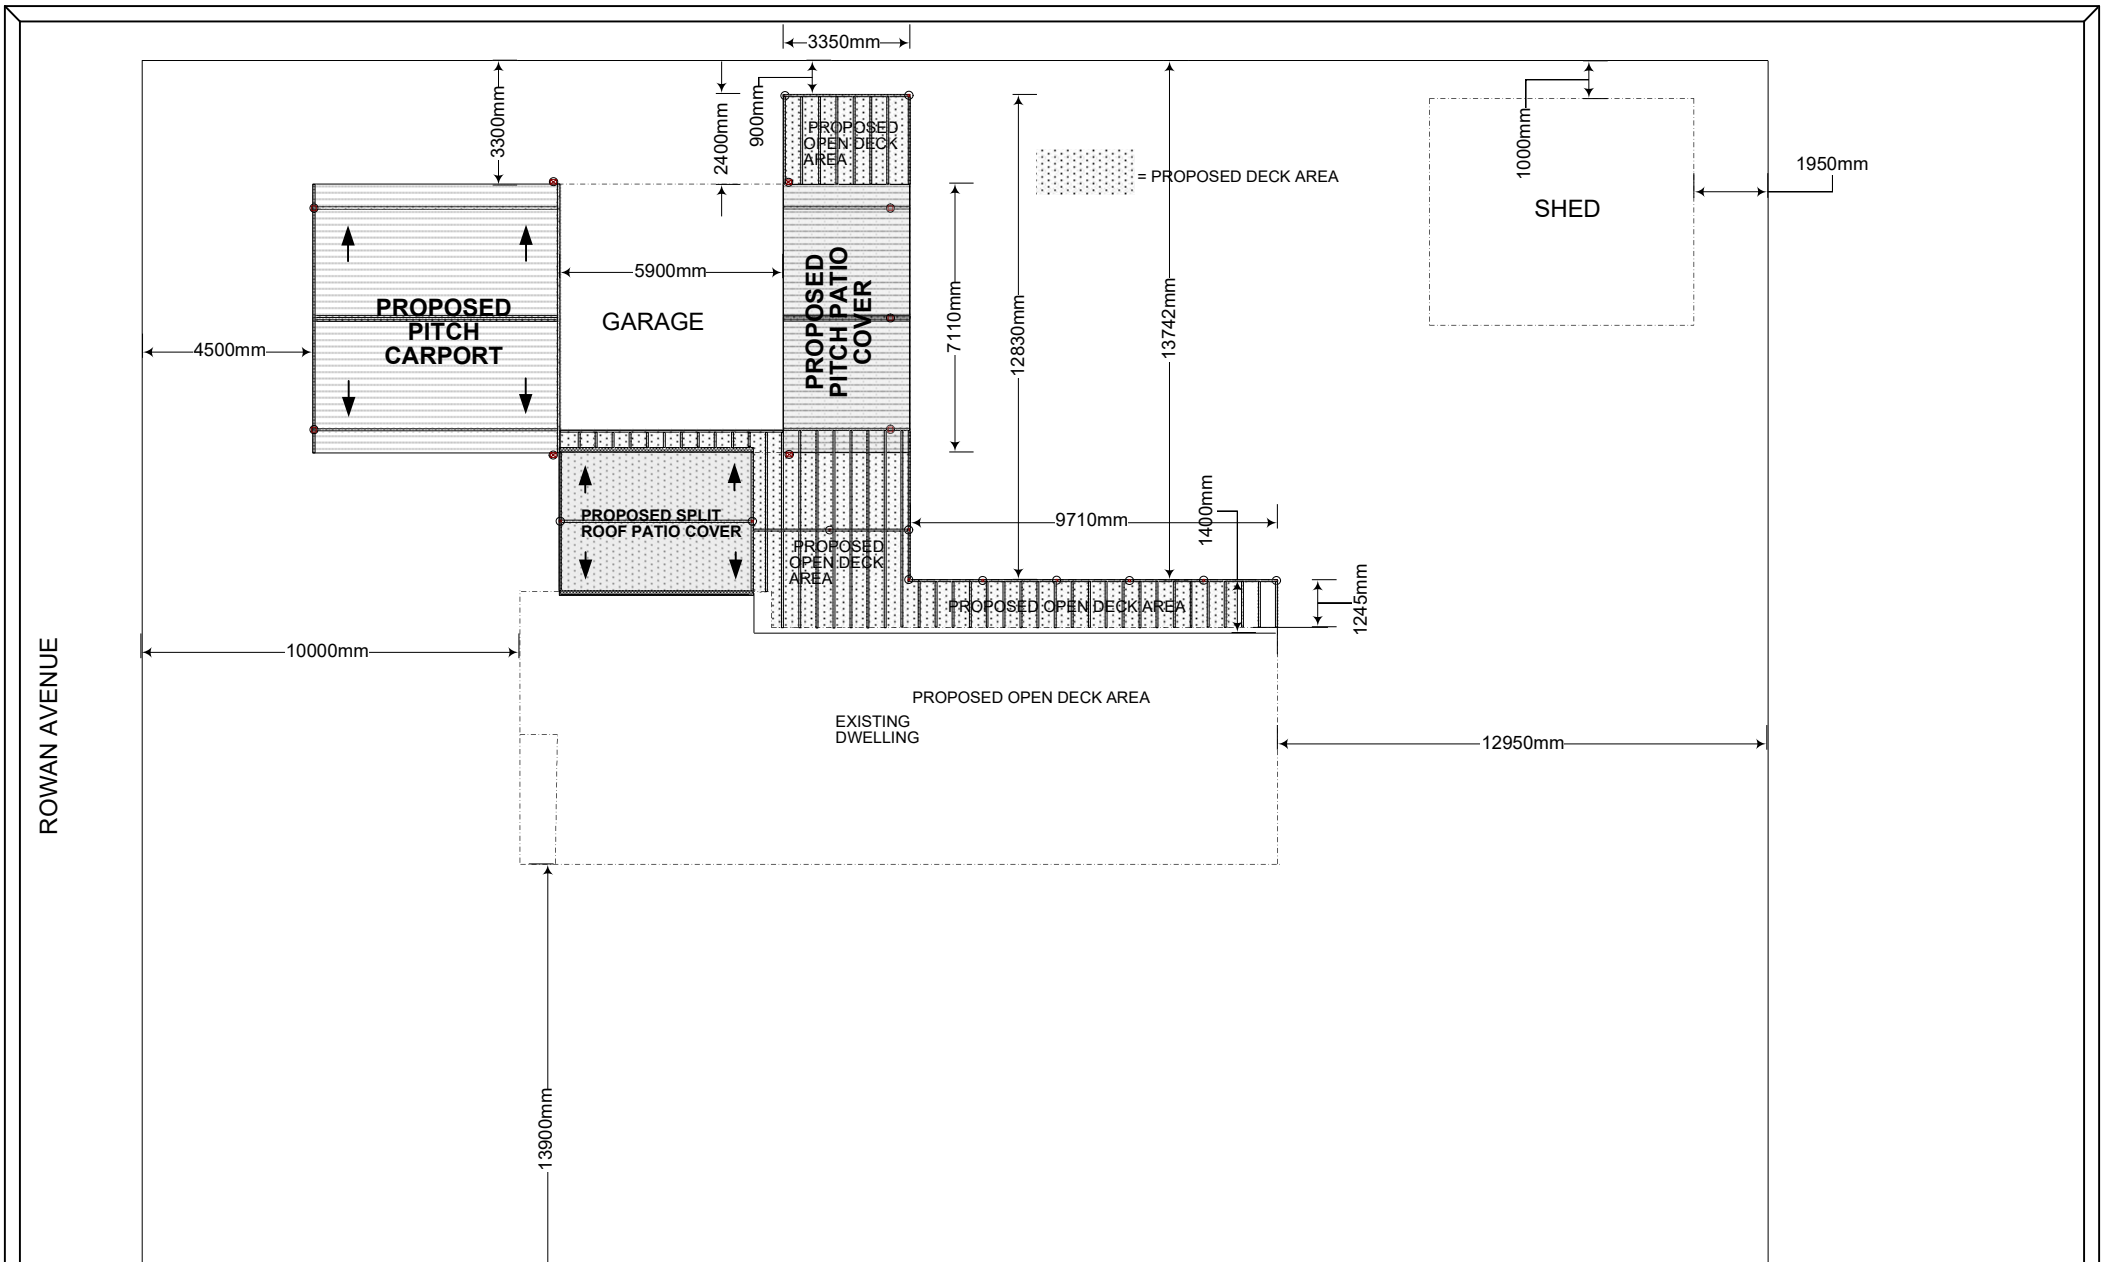 3350mm
3300mm
2400mm
900mm
PROPOSED
OPEN DECK
AREA
= PROPOSED DECK AREA
1000mm
1950mm
SHED
5900mm
GARAGE
PROPOSED
PITCH
CARPORT
4500mm
PROPOSED
PITCH PATIO
COVER
7110mm
12830mm
13742mm
PROPOSED SPLIT
ROOF PATIO COVER
PROPOSED
OPEN DECK
AREA
9710mm
1400mm
PROPOSED OPEN DECK AREA
1245mm
ROWAN AVENUE
10000mm
PROPOSED OPEN DECK AREA
EXISTING
DWELLING
12950mm
13900mm